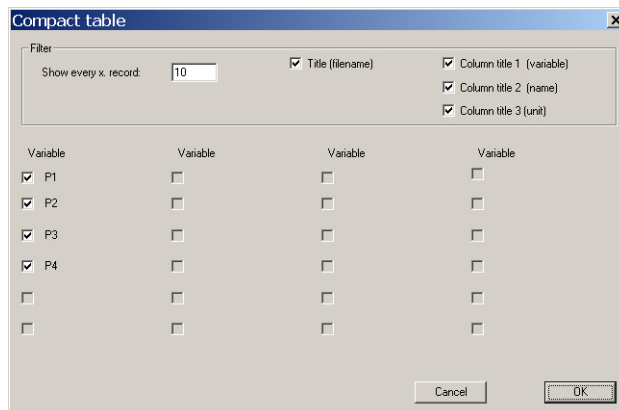 Compact table
Filter
Show every x. record: 10
Title (filename)
Column title 1 (variable)
Column title 2 (name)
Column title 3 (unit)
Variable Variable Variable Variable
P1
P2
P3
P4
Cancel OK